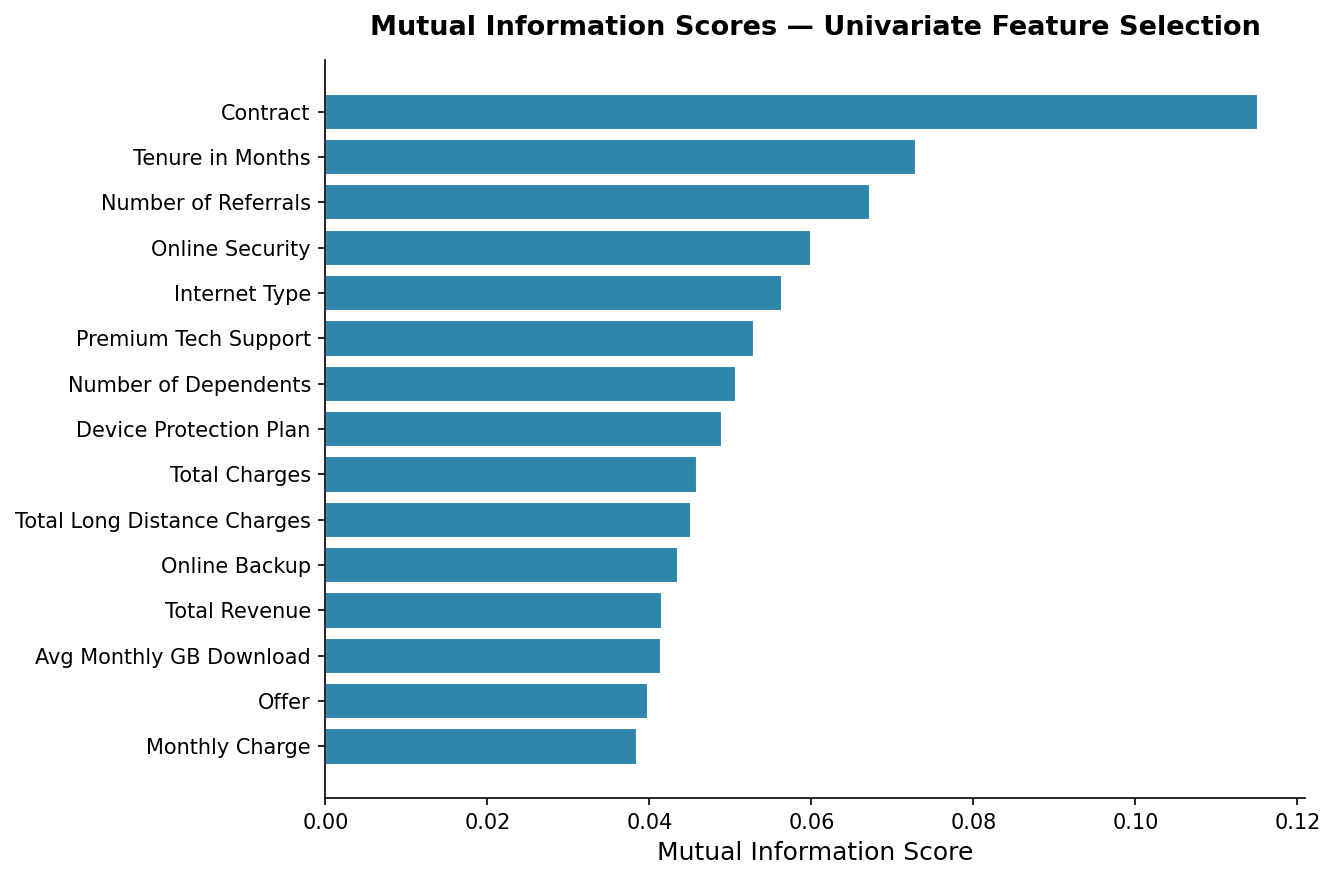 Mutual Information Scores — Univariate Feature Selection
Contract
Tenure in Months
Number of Referrals
Online Security
Internet Type
Premium Tech Support
Number of Dependents
Device Protection Plan
Total Charges
Total Long Distance Charges
Online Backup
Total Revenue
Avg Monthly GB Download
Offer
Monthly Charge
0.00 0.02 0.04 0.06 0.08 0.10 0.12
Mutual Information Score